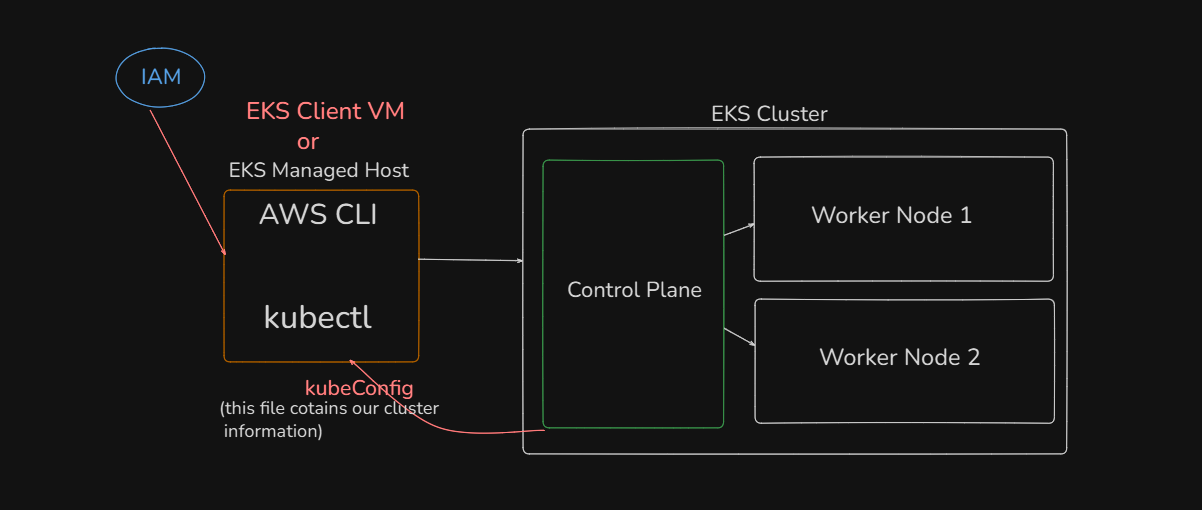 IAM
EKS Client VM
or
EKS Managed Host
AWS CLI
kubectl
kubeConfig
(this file cotains our cluster
information)
EKS Cluster
Control Plane
Worker Node 1
Worker Node 2